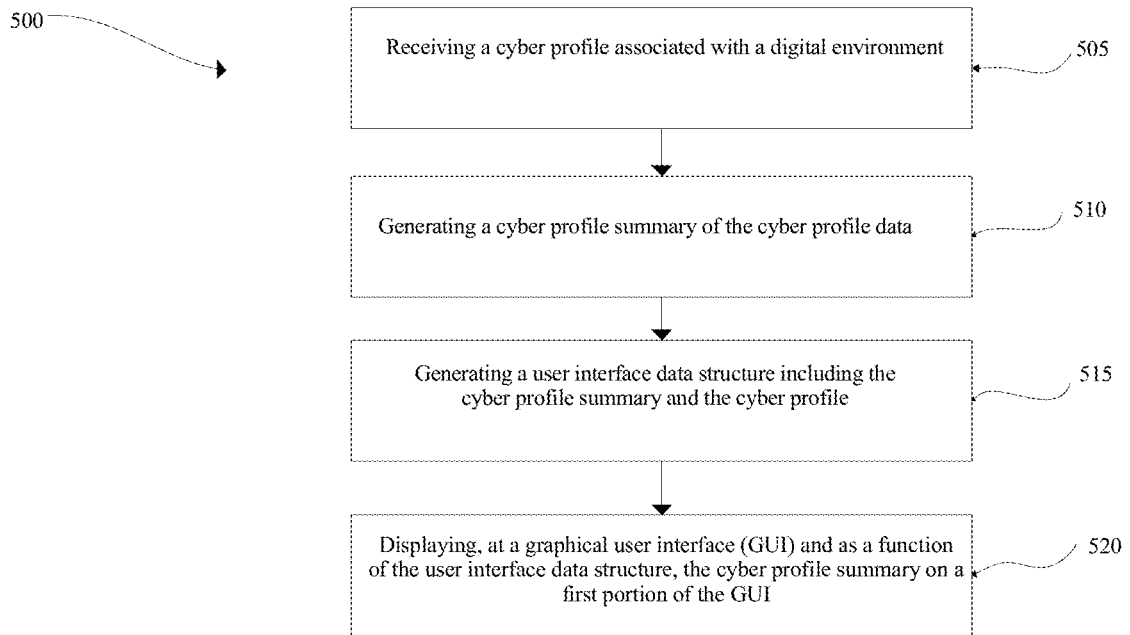 500
Receiving a cyber profile associated with a digital environment
505
Generating a cyber profile summary of the cyber profile data
510
Generating a user interface data structure including the
cyber profile summary and the cyber profile
515
Displaying, at a graphical user interface (GUI) and as a function
of the user interface data structure, the cyber profile summary on a
first portion of the GUI
520